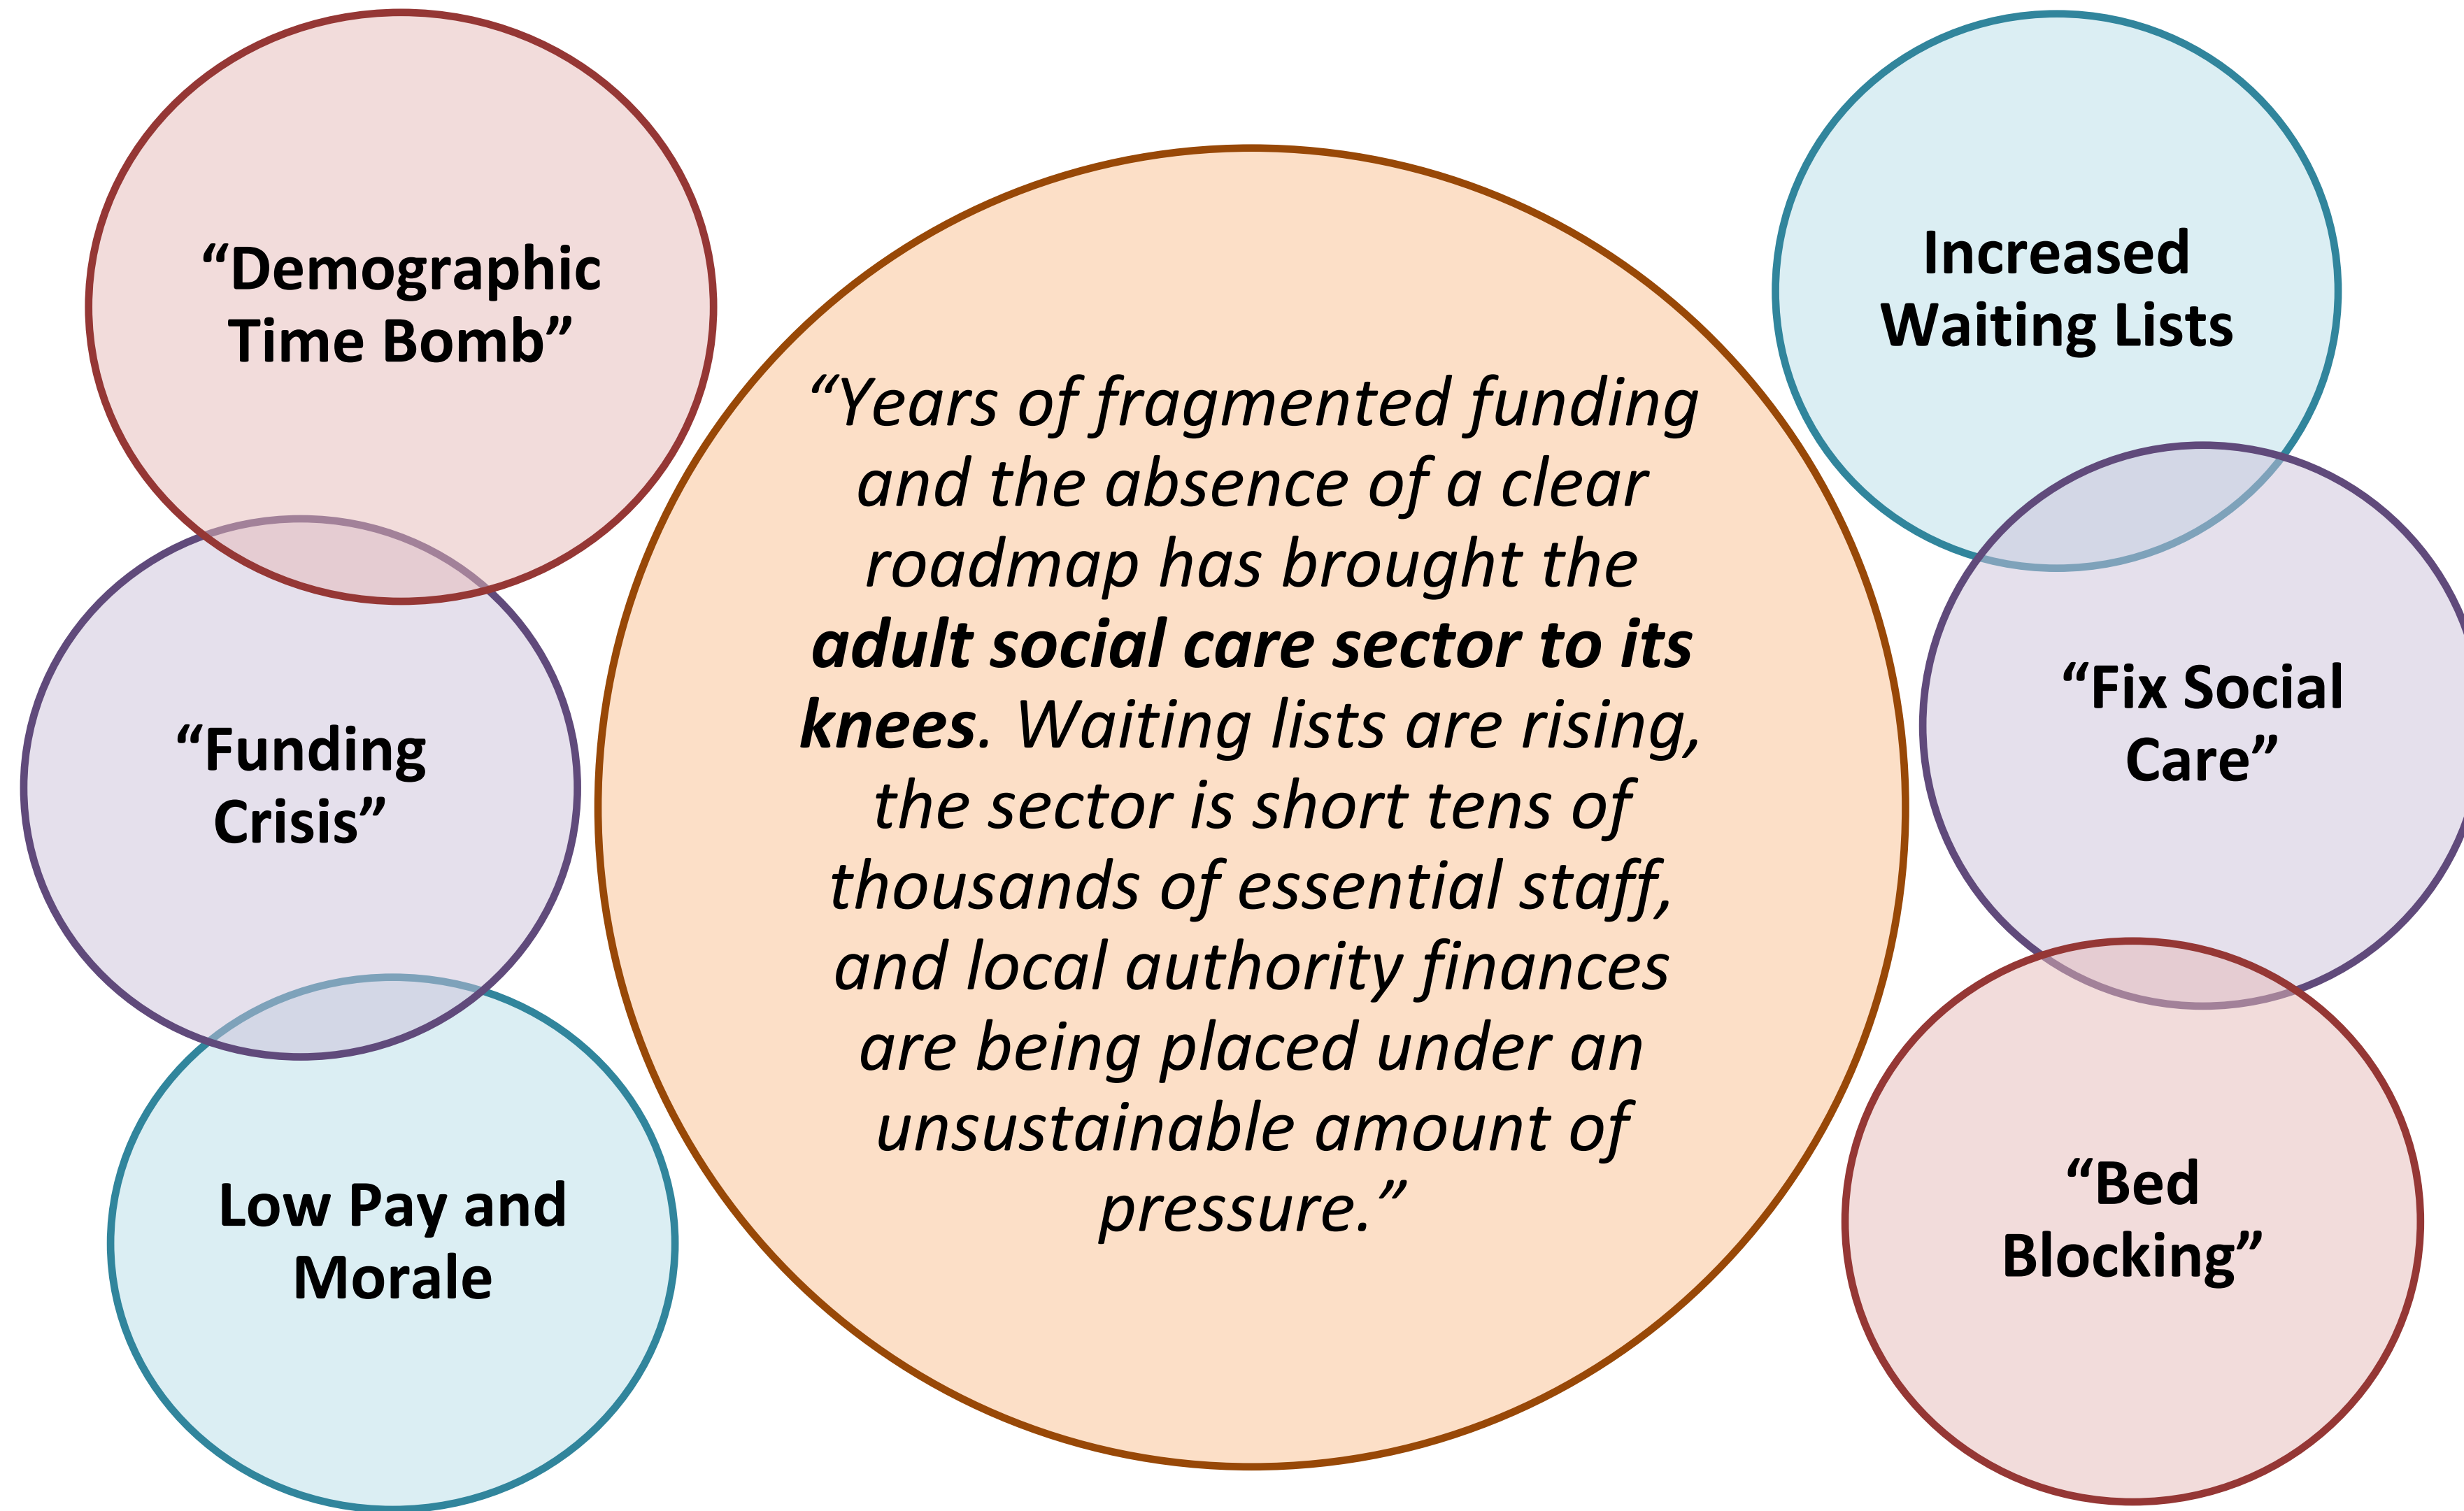 “Demographic
Time Bomb”
“Funding
Crisis”
Low Pay and
Morale
“Years of fragmented funding
and the absence of a clear
roadmap has brought the
adult social care sector to its
knees. Waiting lists are rising,
the sector is short tens of
thousands of essential staff,
and local authority finances
are being placed under an
unsustainable amount of
pressure.”
Increased
Waiting Lists
“Fix Social
Care”
“Bed
Blocking”